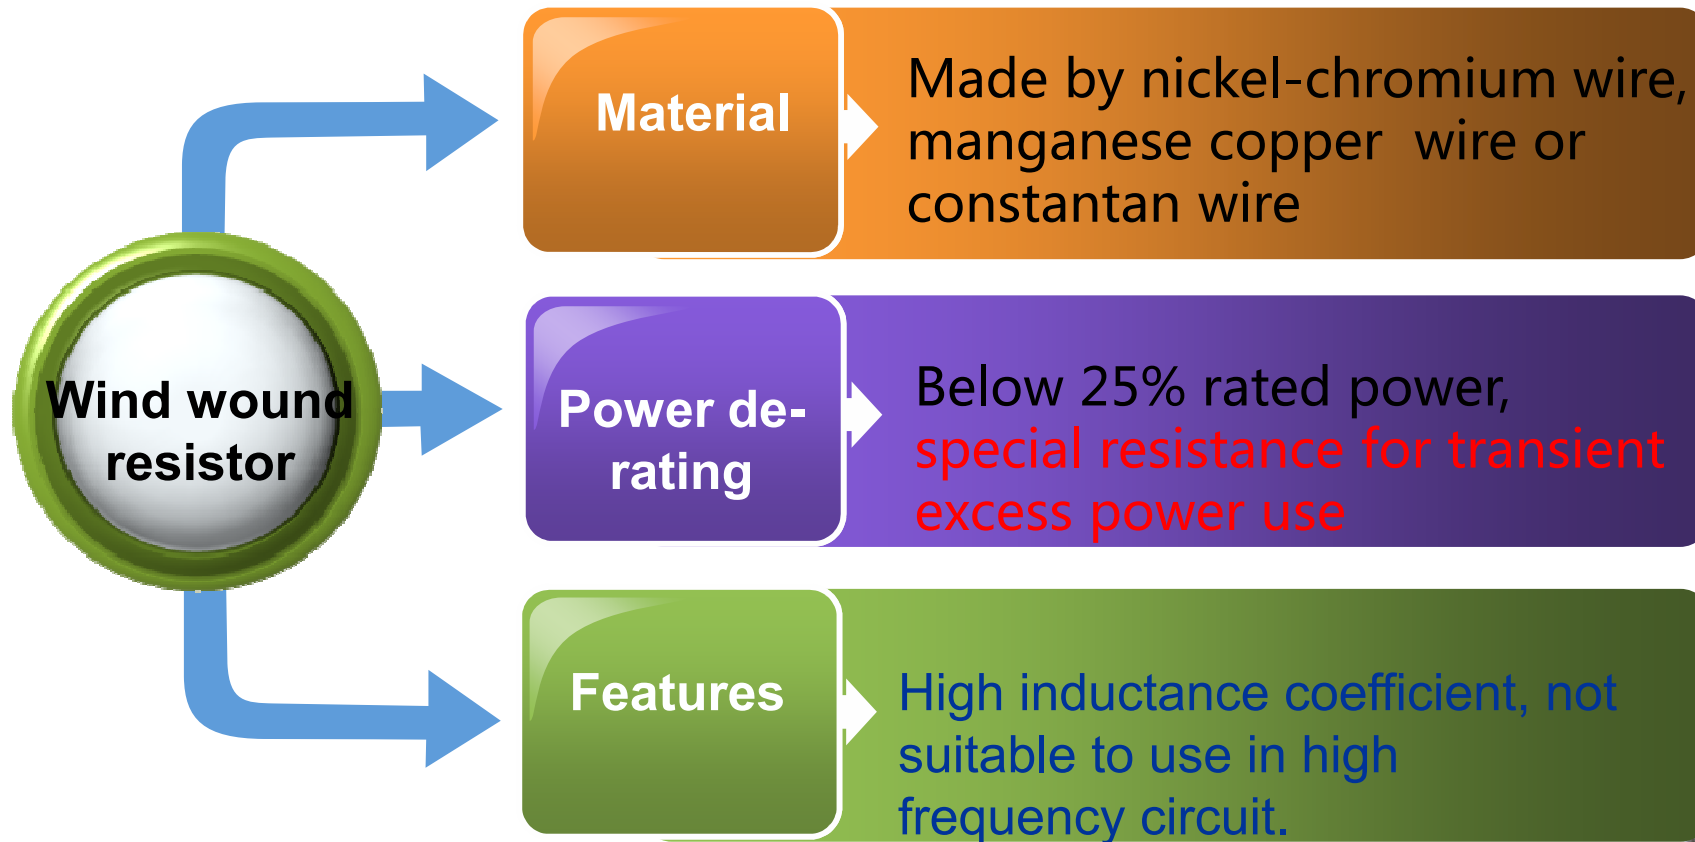 Wind wound
resistor
Material
Made by nickel-chromium wire,
manganese copper  wire or
constantan wire
Power de-
rating
Below 25% rated power,
special resistance for transient
excess power use
Features
High inductance coefficient, not
suitable to use in high
frequency circuit.